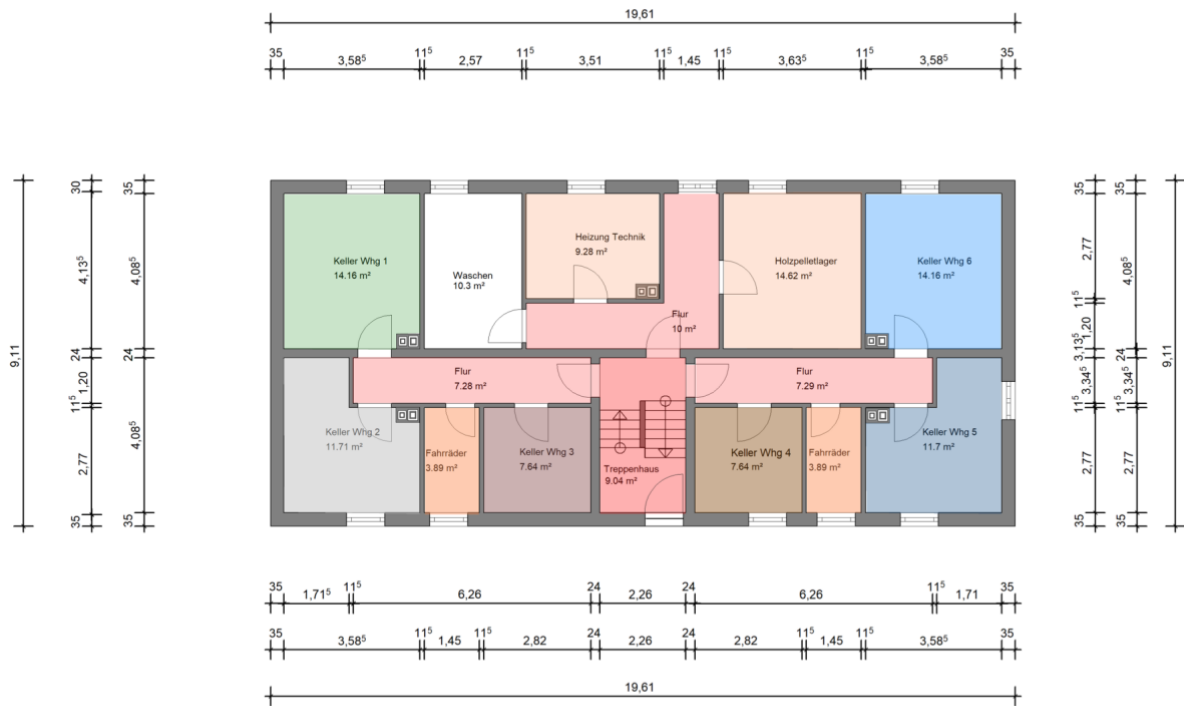 19,61
35 3,58⁵ 11⁵ 2,57 11⁵ 3,51 11⁵ 1,45 11⁵ 3,63⁵ 11⁵ 3,58⁵ 35
9,11
30 4,13⁵ 24 1,20 11⁵ 2,77 35
35 4,08⁵ 24 4,08⁵ 35
Keller Whg 1
14.16 m²
Waschen
10.3 m²
Heizung Technik
9.28 m²
Flur
10 m²
Holzpelletlager
14.62 m²
Keller Whg 6
14.16 m²
Flur
7.28 m²
Flur
7.29 m²
Keller Whg 2
11.71 m²
Fahrräder
3.89 m²
Keller Whg 3
7.64 m²
Treppenhaus
9.04 m²
Keller Whg 4
7.64 m²
Fahrräder
3.89 m²
Keller Whg 5
11.7 m²
35 2,77 11⁵ 1,20 3,13⁵ 3,34⁵ 11⁵ 2,77 35
35 4,08⁵ 24 3,34⁵ 11⁵ 2,77 35
9,11
35 1,71⁵ 11⁵ 6,26 24 2,26 24 6,26 11⁵ 1,71 35
35 3,58⁵ 11⁵ 1,45 11⁵ 2,82 24 2,26 24 2,82 11⁵ 1,45 11⁵ 3,58⁵ 35
19,61